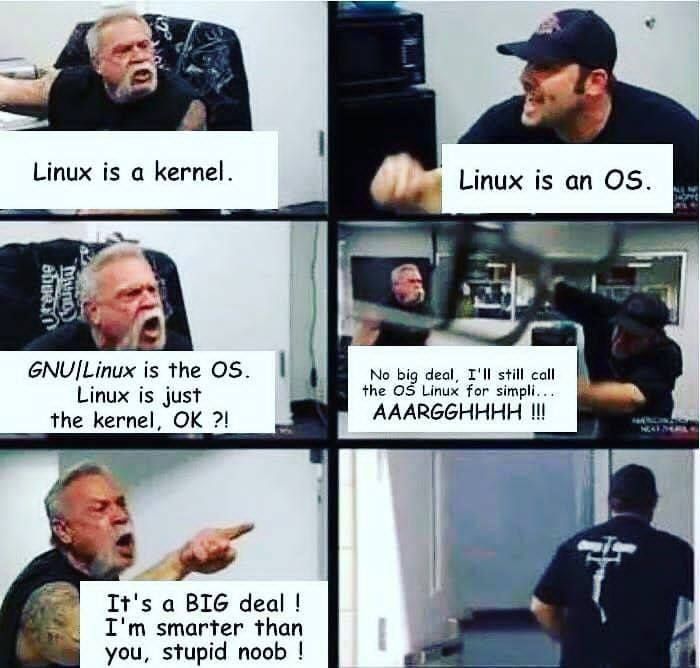 Linux is a kernel.
Linux is an OS.
Orange
County
GNU/Linux is the OS.
Linux is just
the kernel, OK ?!
No big deal, I'll still call
the OS Linux for simpli...
AAARGGHHHH !!!
It's a BIG deal !
I'm smarter than
you, stupid noob !